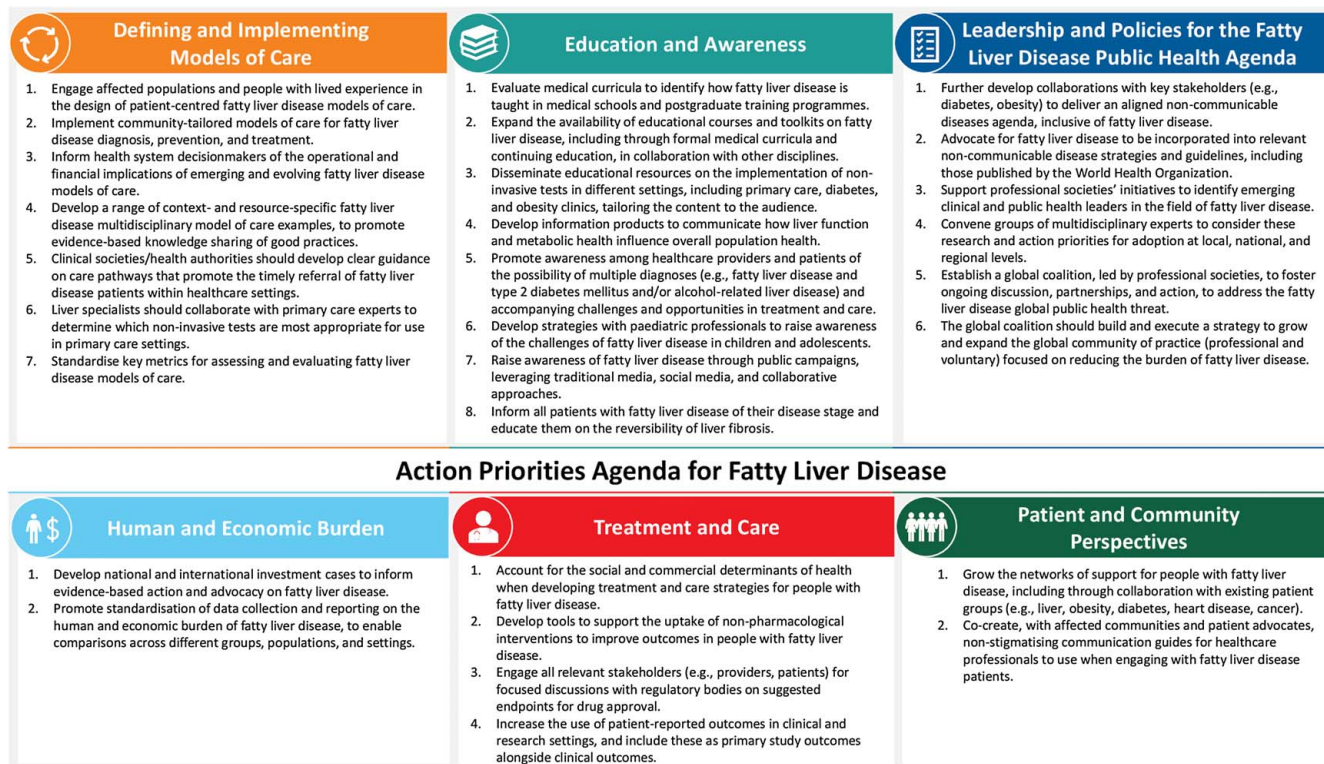 Defining and Implementing
Models of Care
1. Engage affected populations and people with lived experience in
the design of patient-centred fatty liver disease models of care.
2. Implement community-tailored models of care for fatty liver
disease diagnosis, prevention, and treatment.
3. Inform health system decisionmakers of the operational and
financial implications of emerging and evolving fatty liver disease
models of care.
4. Develop a range of context- and resource-specific fatty liver
disease multidisciplinary model of care examples, to promote
evidence-based knowledge sharing of good practices.
5. Clinical societies/health authorities should develop clear guidance
on care pathways that promote the timely referral of fatty liver
disease patients within healthcare settings.
6. Liver specialists should collaborate with primary care experts to
determine which non-invasive tests are most appropriate for use
in primary care settings.
7. Standardise key metrics for assessing and evaluating fatty liver
disease models of care.
Education and Awareness
1. Evaluate medical curricula to identify how fatty liver disease is
taught in medical schools and postgraduate training programmes.
2. Expand the availability of educational courses and toolkits on fatty
liver disease, including through formal medical curricula and
continuing education, in collaboration with other disciplines.
3. Disseminate educational resources on the implementation of non-
invasive tests in different settings, including primary care, diabetes,
and obesity clinics, tailoring the content to the audience.
4. Develop information products to communicate how liver function
and metabolic health influence overall population health.
5. Promote awareness among healthcare providers and patients of
the possibility of multiple diagnoses (e.g., fatty liver disease and
type 2 diabetes mellitus and/or alcohol-related liver disease) and
accompanying challenges and opportunities in treatment and care.
6. Develop strategies with paediatric professionals to raise awareness
of the challenges of fatty liver disease in children and adolescents.
7. Raise awareness of fatty liver disease through public campaigns,
leveraging traditional media, social media, and collaborative
approaches.
8. Inform all patients with fatty liver disease of their disease stage and
educate them on the reversibility of liver fibrosis.
Leadership and Policies for the Fatty
Liver Disease Public Health Agenda
1. Further develop collaborations with key stakeholders (e.g.,
diabetes, obesity) to deliver an aligned non-communicable
diseases agenda, inclusive of fatty liver disease.
2. Advocate for fatty liver disease to be incorporated into relevant
non-communicable disease strategies and guidelines, including
those published by the World Health Organization.
3. Support professional societies’ initiatives to identify emerging
clinical and public health leaders in the field of fatty liver disease.
4. Convene groups of multidisciplinary experts to consider these
research and action priorities for adoption at local, national, and
regional levels.
5. Establish a global coalition, led by professional societies, to foster
ongoing discussion, partnerships, and action, to address the fatty
liver disease global public health threat.
6. The global coalition should build and execute a strategy to grow
and expand the global community of practice (professional and
voluntary) focused on reducing the burden of fatty liver disease.
Action Priorities Agenda for Fatty Liver Disease
$
Human and Economic Burden
1. Develop national and international investment cases to inform
evidence-based action and advocacy on fatty liver disease.
2. Promote standardisation of data collection and reporting on the
human and economic burden of fatty liver disease, to enable
comparisons across different groups, populations, and settings.
Treatment and Care
1. Account for the social and commercial determinants of health
when developing treatment and care strategies for people with
fatty liver disease.
2. Develop tools to support the uptake of non-pharmacological
interventions to improve outcomes in people with fatty liver
disease.
3. Engage all relevant stakeholders (e.g., providers, patients) for
focused discussions with regulatory bodies on suggested
endpoints for drug approval.
4. Increase the use of patient-reported outcomes in clinical and
research settings, and include these as primary study outcomes
alongside clinical outcomes.
Patient and Community
Perspectives
1. Grow the networks of support for people with fatty liver
disease, including through collaboration with existing patient
groups (e.g., liver, obesity, diabetes, heart disease, cancer).
2. Co-create, with affected communities and patient advocates,
non-stigmatising communication guides for healthcare
professionals to use when engaging with fatty liver disease
patients.